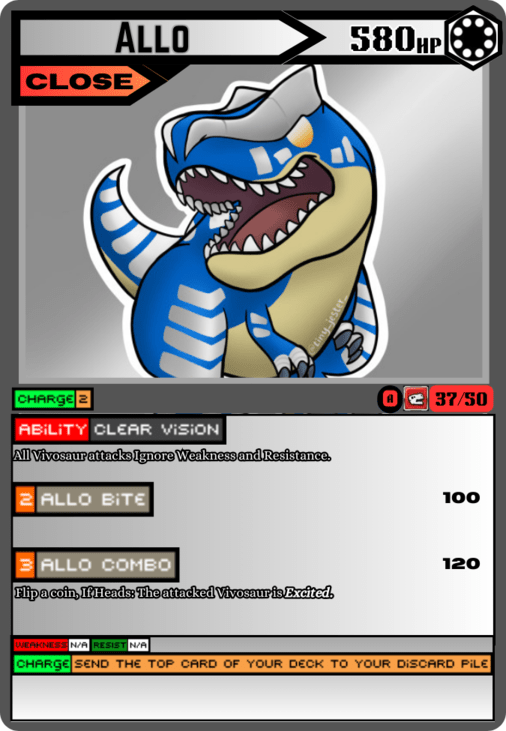 ALLO 580HP
CLOSE
@tiny_jester_
CHARGE 2 A 37/50
ABILITY CLEAR VISION
All Vivosaur attacks Ignore Weakness and Resistance.
2 ALLO BITE 100
3 ALLO COMBO 120
Flip a coin, If Heads: The attacked Vivosaur is Excited.
WEAKNESS N/A RESIST N/A
CHARGE SEND THE TOP CARD OF YOUR DECK TO YOUR DISCARD PILE